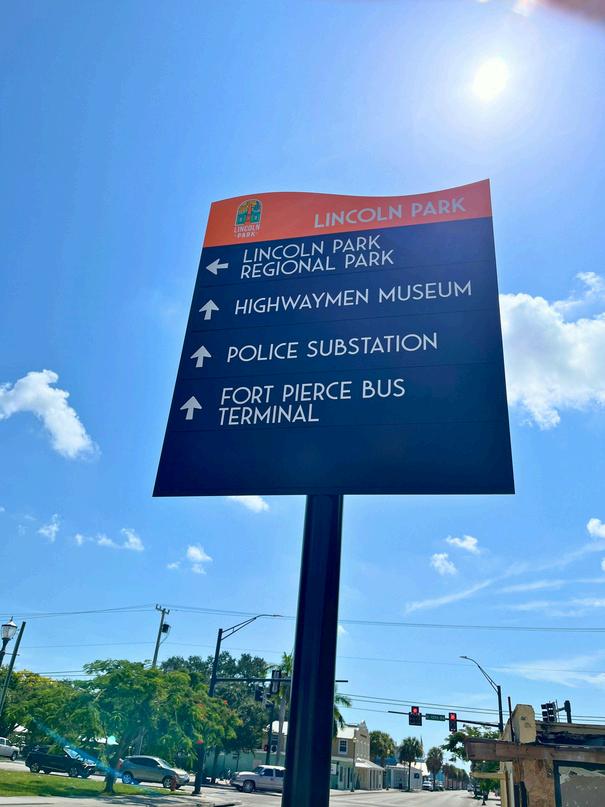 LINCOLN PARK
LINCOLN
PARK
LINCOLN PARK
REGIONAL PARK
HIGHWAYMEN MUSEUM
POLICE SUBSTATION
FORT PIERCE BUS
TERMINAL